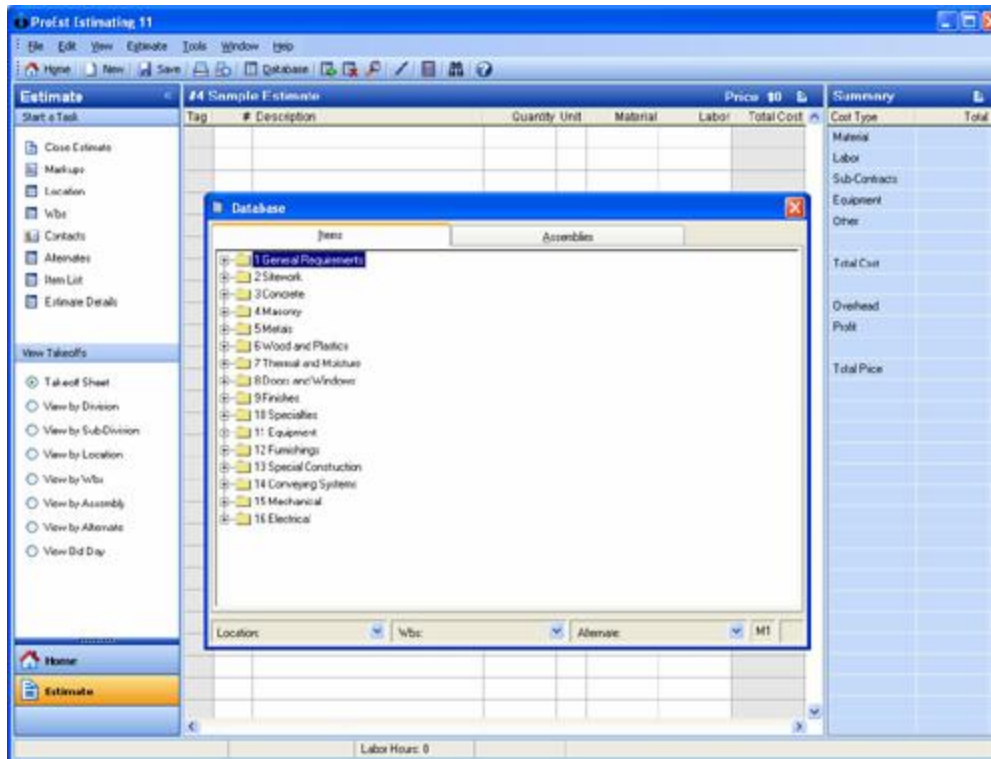 ProEst Estimating 11
File Edit View Estimate Tools Window Help
Home New Save Database
Estimate
Start a Task
Close Estimate
Markups
Location
Wbs
Contacts
Alternates
Item List
Estimate Details
View Takeoffs
Takeoff Sheet
View by Division
View by Sub-Division
View by Location
View by Wbs
View by Assembly
View by Alternate
View Bid Day
Home
Estimate
#4 Sample Estimate Price $0
Tag # Description Quantity Unit Material Labor Total Cost
Database
Items Assemblies
1 General Requirements
2 Sitework
3 Concrete
4 Masonry
5 Metals
6 Wood and Plastics
7 Thermal and Moisture
8 Doors and Windows
9 Finishes
10 Specialties
11 Equipment
12 Furnishings
13 Special Construction
14 Conveying Systems
15 Mechanical
16 Electrical
Location: Wbs: Alternate: M1
Summary
Cost Type Total
Material
Labor
Sub-Contracts
Equipment
Other
Total Cost
Overhead
Profit
Total Price
Labor Hours: 0